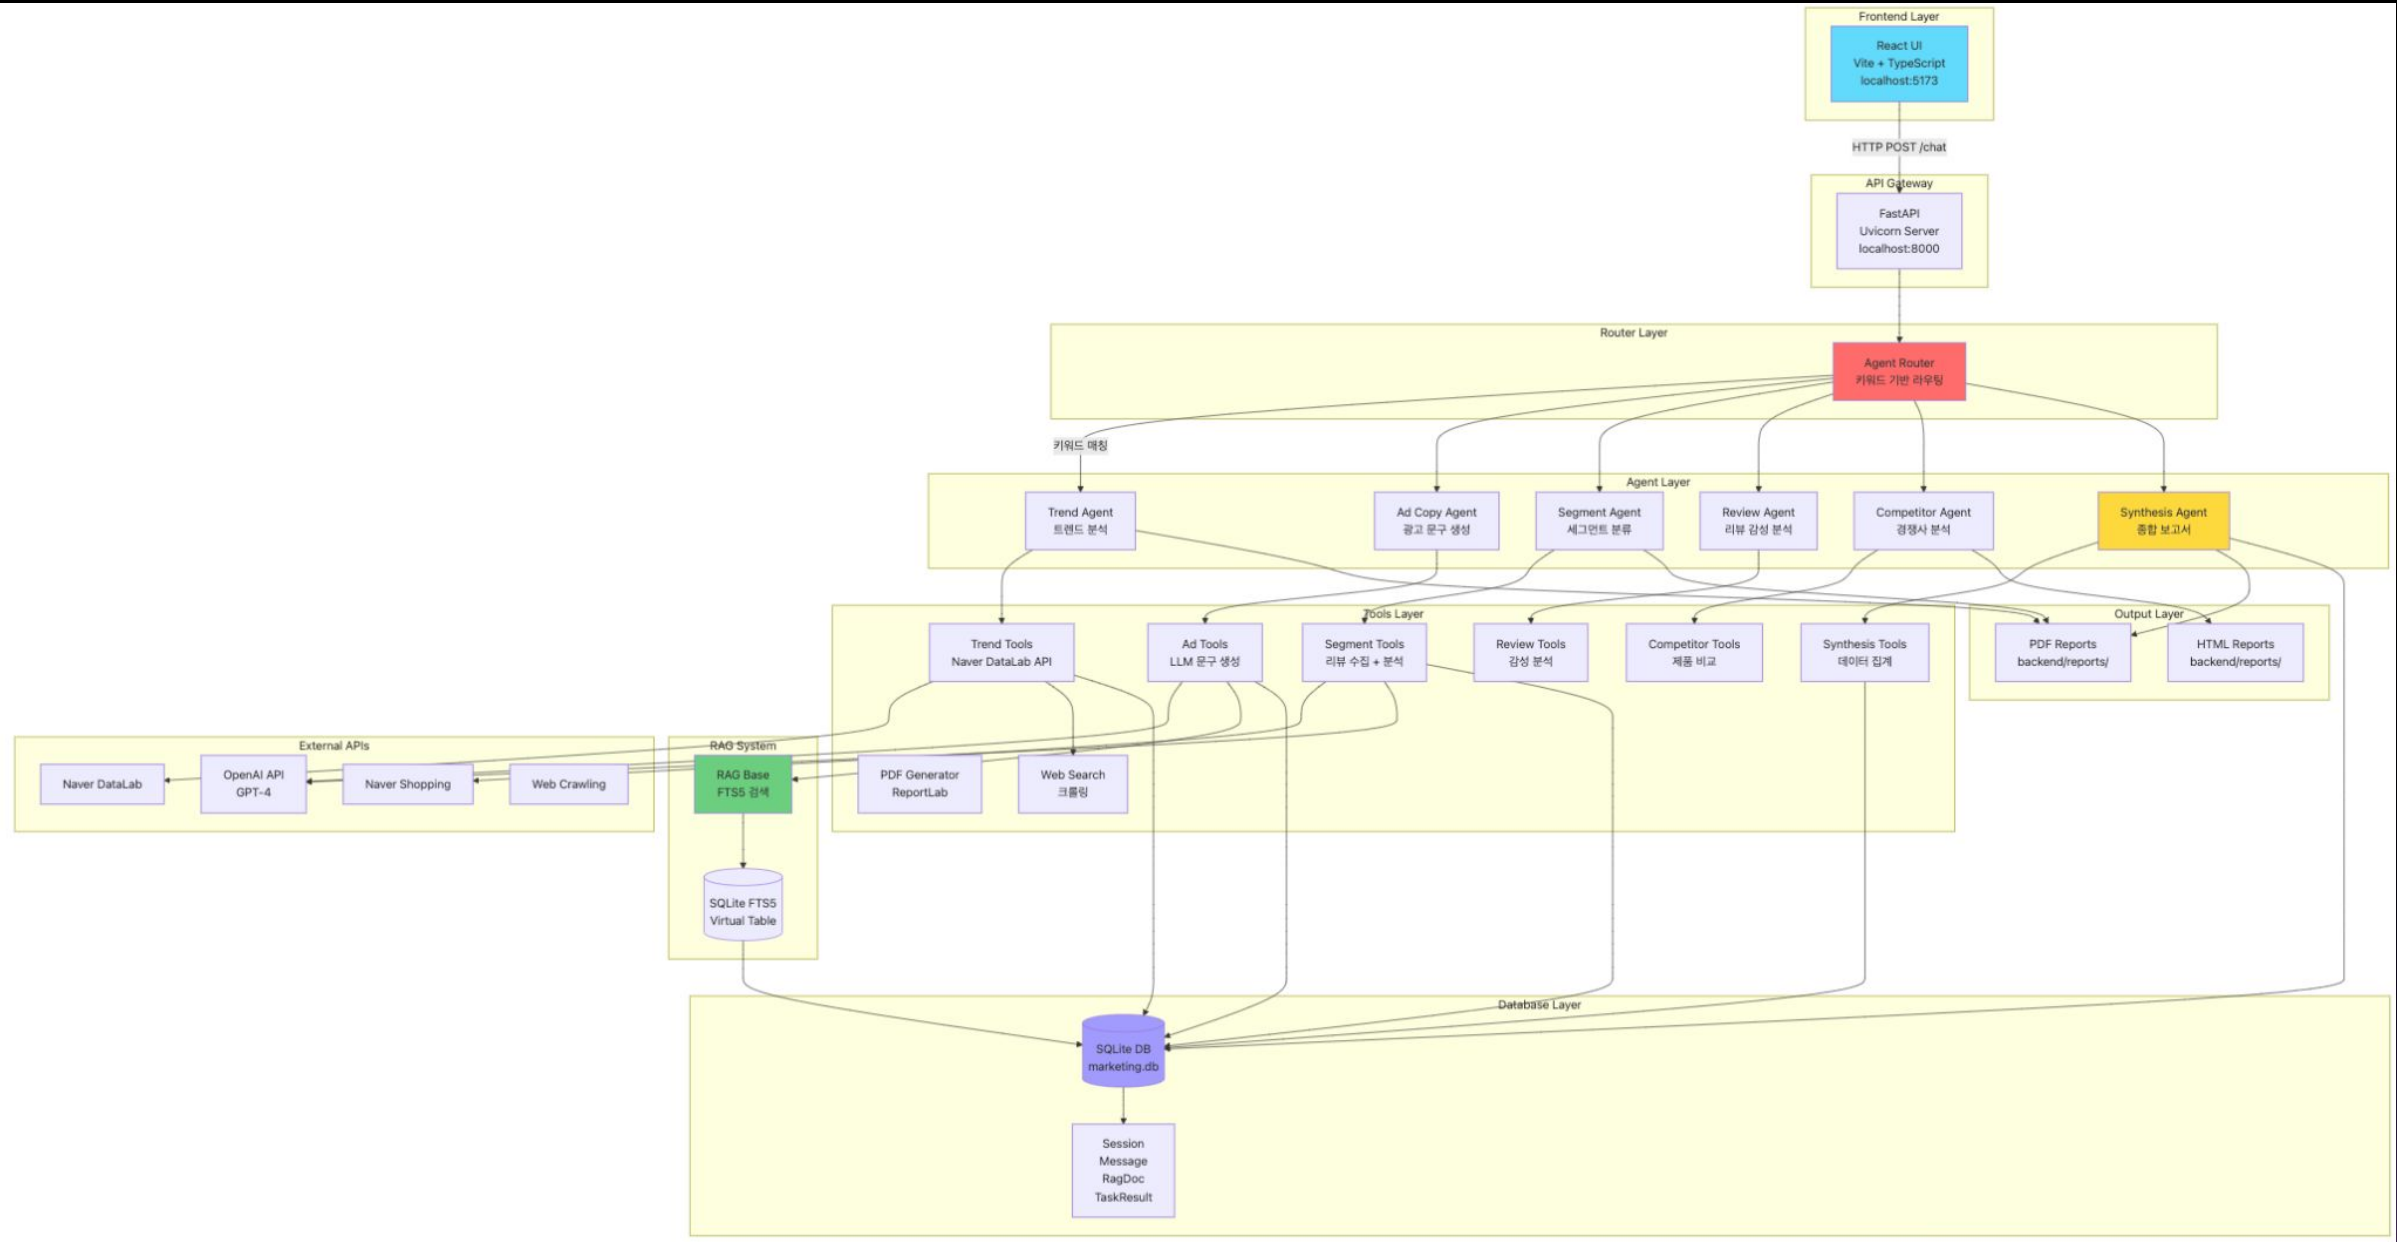 Frontend Layer
React UI
Vite + TypeScript
localhost:5173
HTTP POST /chat
API Gateway
FastAPI
Uvicorn Server
localhost:8000
Router Layer
Agent Router
키워드 기반 라우팅
키워드 매칭
Agent Layer
Trend Agent
트렌드 분석
Ad Copy Agent
광고 문구 생성
Segment Agent
세그먼트 분류
Review Agent
리뷰 감성 분석
Competitor Agent
경쟁사 분석
Synthesis Agent
종합 보고서
Tools Layer
Trend Tools
Naver DataLab API
Ad Tools
LLM 문구 생성
Segment Tools
리뷰 수집 + 분석
Review Tools
감성 분석
Competitor Tools
제품 비교
Synthesis Tools
데이터 집계
Output Layer
PDF Reports
backend/reports/
HTML Reports
backend/reports/
External APIs
Naver DataLab
OpenAI API
GPT-4
Naver Shopping
Web Crawling
RAG System
RAG Base
FTS5 검색
PDF Generator
ReportLab
Web Search
크롤링
SQLite FTS5
Virtual Table
Database Layer
SQLite DB
marketing.db
Session
Message
RagDoc
TaskResult